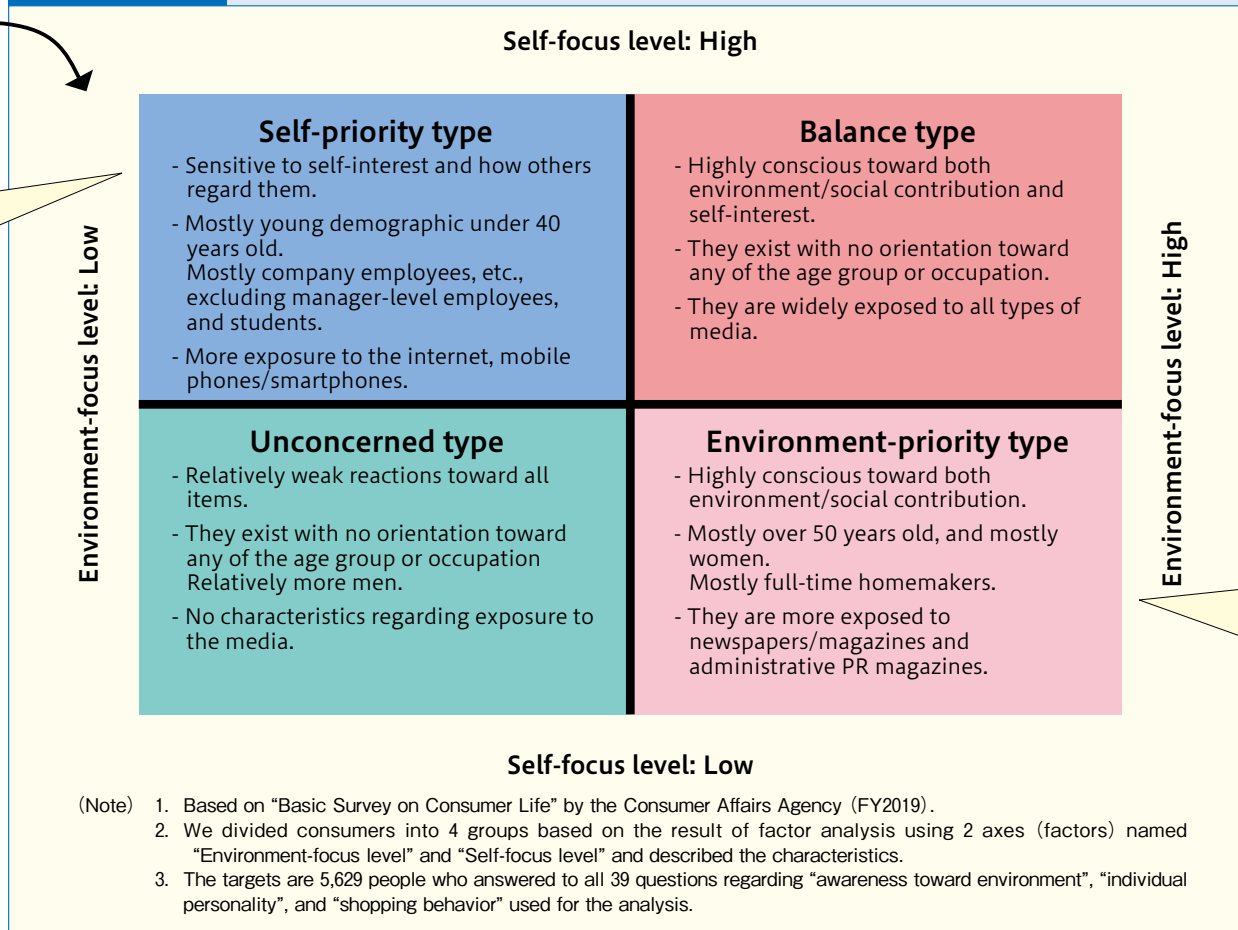 Self-focus level: High
Environment-focus level: Low
Self-priority type
- Sensitive to self-interest and how others
regard them.
- Mostly young demographic under 40
years old.
Mostly company employees, etc.,
excluding manager-level employees,
and students.
- More exposure to the internet, mobile
phones/smartphones.
Balance type
- Highly conscious toward both
environment/social contribution and
self-interest.
- They exist with no orientation toward
any of the age group or occupation.
- They are widely exposed to all types of
media.
Unconcerned type
- Relatively weak reactions toward all
items.
- They exist with no orientation toward
any of the age group or occupation
Relatively more men.
- No characteristics regarding exposure to
the media.
Environment-priority type
- Highly conscious toward both
environment/social contribution.
- Mostly over 50 years old, and mostly
women.
Mostly full-time homemakers.
- They are more exposed to
newspapers/magazines and
administrative PR magazines.
Environment-focus level: High
Self-focus level: Low
(Note) 1. Based on “Basic Survey on Consumer Life” by the Consumer Affairs Agency (FY2019).
2. We divided consumers into 4 groups based on the result of factor analysis using 2 axes (factors) named
“Environment-focus level” and “Self-focus level” and described the characteristics.
3. The targets are 5,629 people who answered to all 39 questions regarding “awareness toward environment”, “individual
personality”, and “shopping behavior” used for the analysis.